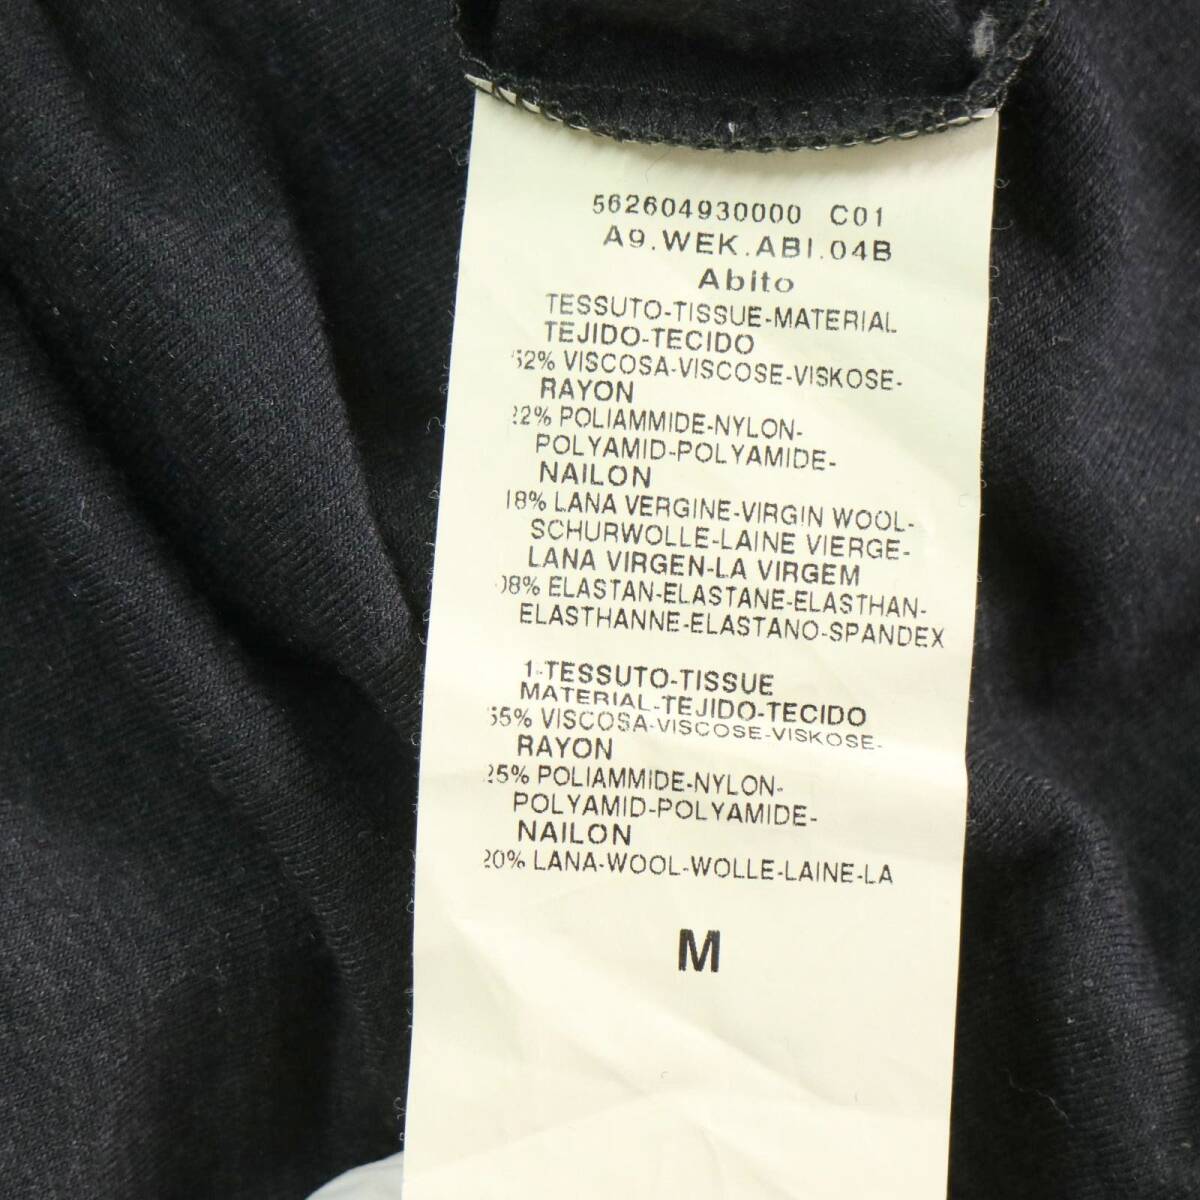 562604930000 C01
A9.WEK.ABI.04B
Abito
TESSUTO-TISSUE-MATERIAL
TEJIDO-TECIDO
52% VISCOSA-VISCOSE-VISKOSE-
RAYON
22% POLIAMMIDE-NYLON-
POLYAMID-POLYAMIDE-
NAILON
18% LANA VERGINE-VIRGIN WOOL-
SCHURWOLLE-LAINE VIERGE-
LANA VIRGEN-LA VIRGEM
08% ELASTAN-ELASTANE-ELASTHAN-
ELASTHANNE-ELASTANO-SPANDEX
1-TESSUTO-TISSUE
MATERIAL-TEJIDO-TECIDO
55% VISCOSA-VISCOSE-VISKOSE-
RAYON
25% POLIAMMIDE-NYLON-
POLYAMID-POLYAMIDE-
NAILON
20% LANA-WOOL-WOLLE-LAINE-LA
M